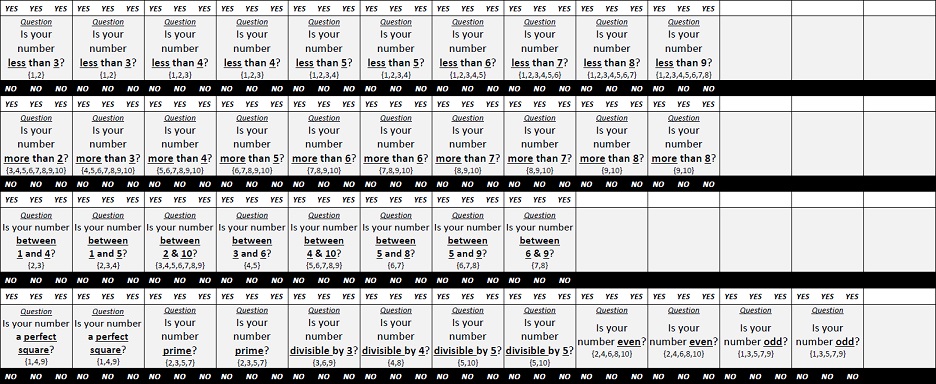 YES YES YES
Question
Is your
number
less than 3?
{1,2}
NO NO NO
YES YES YES
Question
Is your
number
less than 3?
{1,2}
NO NO NO
YES YES YES
Question
Is your
number
less than 4?
{1,2,3}
NO NO NO
YES YES YES
Question
Is your
number
less than 4?
{1,2,3}
NO NO NO
YES YES YES
Question
Is your
number
less than 5?
{1,2,3,4}
NO NO NO
YES YES YES
Question
Is your
number
less than 5?
{1,2,3,4}
NO NO NO
YES YES YES
Question
Is your
number
less than 6?
{1,2,3,4,5}
NO NO NO
YES YES YES
Question
Is your
number
less than 7?
{1,2,3,4,5,6}
NO NO NO
YES YES YES
Question
Is your
number
less than 8?
{1,2,3,4,5,6,7}
NO NO NO
YES YES YES
Question
Is your
number
less than 9?
{1,2,3,4,5,6,7,8}
NO NO NO
YES YES YES
Question
Is your
number
more than 2?
{3,4,5,6,7,8,9,10}
NO NO NO
YES YES YES
Question
Is your
number
more than 3?
{4,5,6,7,8,9,10}
NO NO NO
YES YES YES
Question
Is your
number
more than 4?
{5,6,7,8,9,10}
NO NO NO
YES YES YES
Question
Is your
number
more than 5?
{6,7,8,9,10}
NO NO NO
YES YES YES
Question
Is your
number
more than 6?
{7,8,9,10}
NO NO NO
YES YES YES
Question
Is your
number
more than 6?
{7,8,9,10}
NO NO NO
YES YES YES
Question
Is your
number
more than 7?
{8,9,10}
NO NO NO
YES YES YES
Question
Is your
number
more than 7?
{8,9,10}
NO NO NO
YES YES YES
Question
Is your
number
more than 8?
{9,10}
NO NO NO
YES YES YES
Question
Is your
number
more than 8?
{9,10}
NO NO NO
YES YES YES
Question
Is your number
between
1 and 4?
{2,3}
NO NO NO
YES YES YES
Question
Is your number
between
1 and 5?
{2,3,4}
NO NO NO
YES YES YES
Question
Is your number
between
2 & 10?
{3,4,5,6,7,8,9}
NO NO NO
YES YES YES
Question
Is your number
between
3 and 6?
{4,5}
NO NO NO
YES YES YES
Question
Is your number
between
4 & 10?
{5,6,7,8,9}
NO NO NO
YES YES YES
Question
Is your number
between
5 and 8?
{6,7}
NO NO NO
YES YES YES
Question
Is your number
between
5 and 9?
{6,7,8}
NO NO NO
YES YES YES
Question
Is your number
between
6 & 9?
{7,8}
NO NO NO
YES YES YES
Question
Is your number
a perfect
square?
{1,4,9}
NO NO NO
YES YES YES
Question
Is your number
a perfect
square?
{1,4,9}
NO NO NO
YES YES YES
Question
Is your
number
prime?
{2,3,5,7}
NO NO NO
YES YES YES
Question
Is your
number
prime?
{2,3,5,7}
NO NO NO
YES YES YES
Question
Is your
number
divisible by 3?
{3,6,9}
NO NO NO
YES YES YES
Question
Is your
number
divisible by 4?
{4,8}
NO NO NO
YES YES YES
Question
Is your
number
divisible by 5?
{5,10}
NO NO NO
YES YES YES
Question
Is your
number
divisible by 5?
{5,10}
NO NO NO
YES YES YES
Question
Is your
number even?
{2,4,6,8,10}
NO NO NO
YES YES YES
Question
Is your
number even?
{2,4,6,8,10}
NO NO NO
YES YES YES
Question
Is your
number odd?
{1,3,5,7,9}
NO NO NO
YES YES YES
Question
Is your
number odd?
{1,3,5,7,9}
NO NO NO